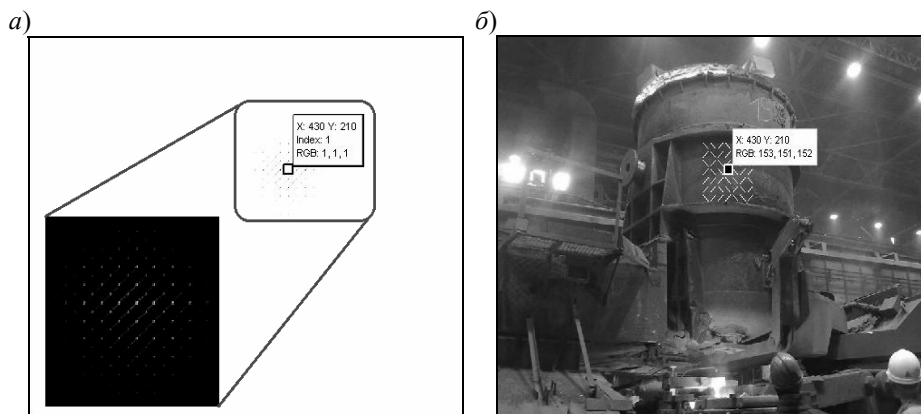 а)
б)
X: 430 Y: 210
Index: 1
RGB: 1, 1, 1
X: 430 Y: 210
RGB: 153, 151, 152